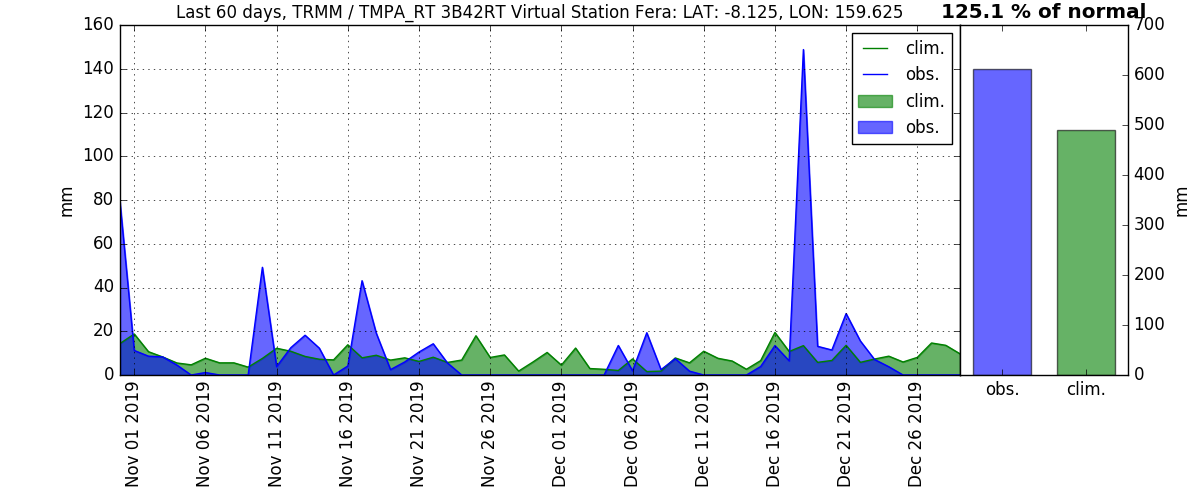 Last 60 days, TRMM / TMPA_RT 3B42RT Virtual Station Fera: LAT: -8.125, LON: 159.625
125.1 % of normal
160
140
120
100
80
60
40
20
0
mm
clim.
obs.
clim.
obs.
Nov 01 2019
Nov 06 2019
Nov 11 2019
Nov 16 2019
Nov 21 2019
Nov 26 2019
Dec 01 2019
Dec 06 2019
Dec 11 2019
Dec 16 2019
Dec 21 2019
Dec 26 2019
700
600
500
400
300
200
100
0
mm
obs.
clim.